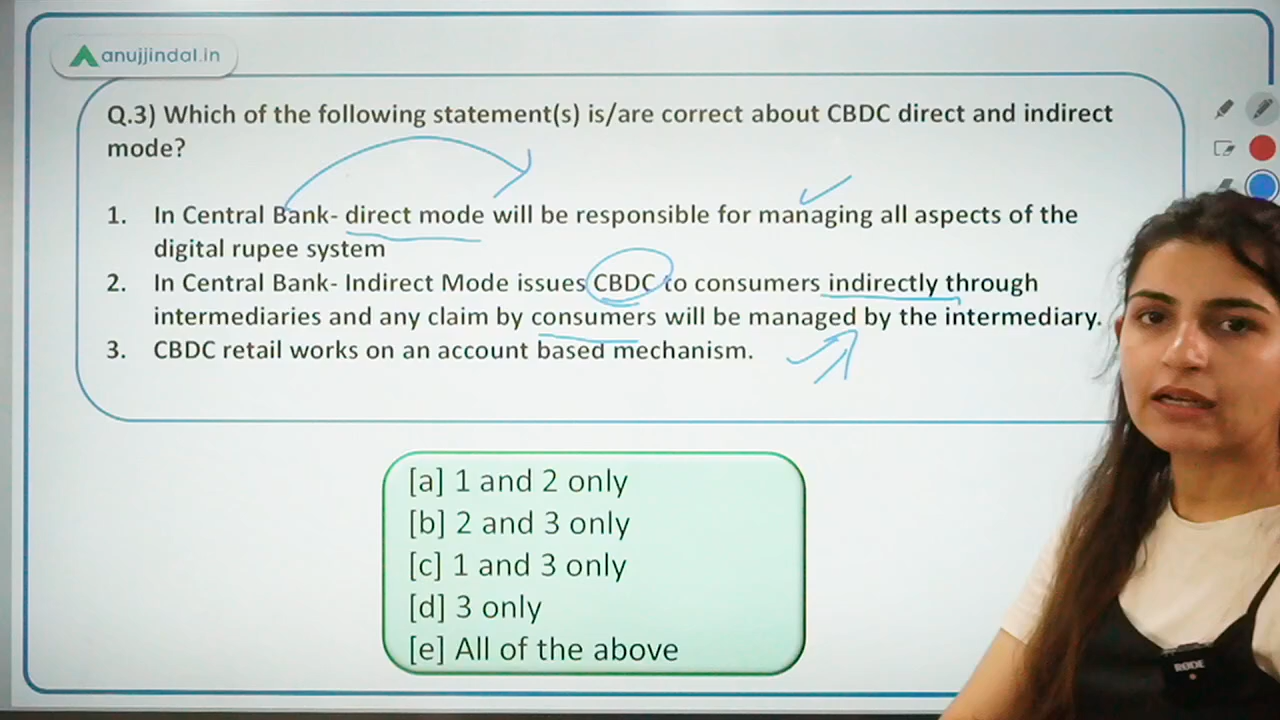 anujjindal.in
Q.3) Which of the following statement(s) is/are correct about CBDC direct and indirect
mode?
1. In Central Bank- direct mode will be responsible for managing all aspects of the
digital rupee system
2. In Central Bank- Indirect Mode issues CBDC to consumers indirectly through
intermediaries and any claim by consumers will be managed by the intermediary.
3. CBDC retail works on an account based mechanism.
[a] 1 and 2 only
[b] 2 and 3 only
[c] 1 and 3 only
[d] 3 only
[e] All of the above
RØDE